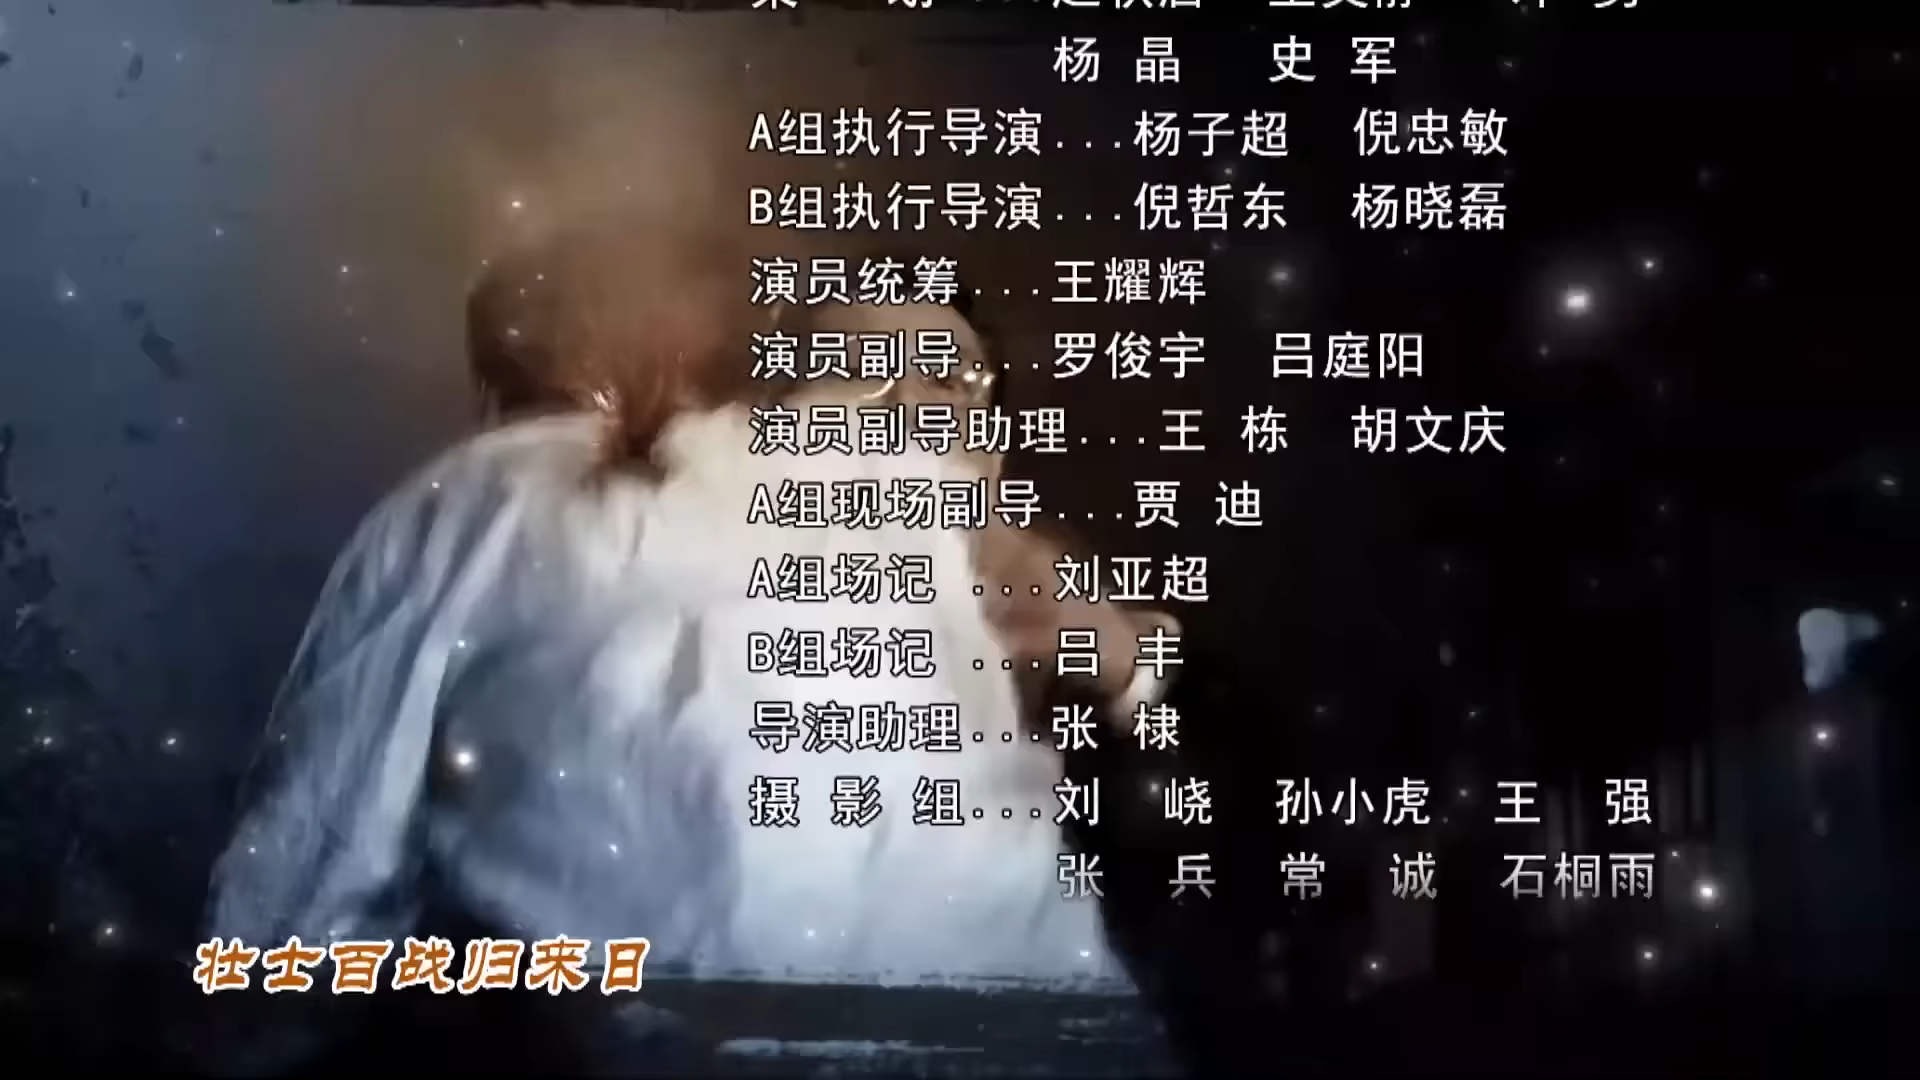 杨 晶 史 军
A组执行导演...杨子超 倪忠敏
B组执行导演...倪哲东 杨晓磊
演员统筹...王耀辉
演员副导...罗俊宇 吕庭阳
演员副导助理...王 栋 胡文庆
A组现场副导...贾 迪
A组场记 ...刘亚超
B组场记 ...吕 丰
导演助理...张 棣
摄 影 组...刘 峣 孙小虎 王 强
张 兵 常 诚 石桐雨
壮士百战归来日